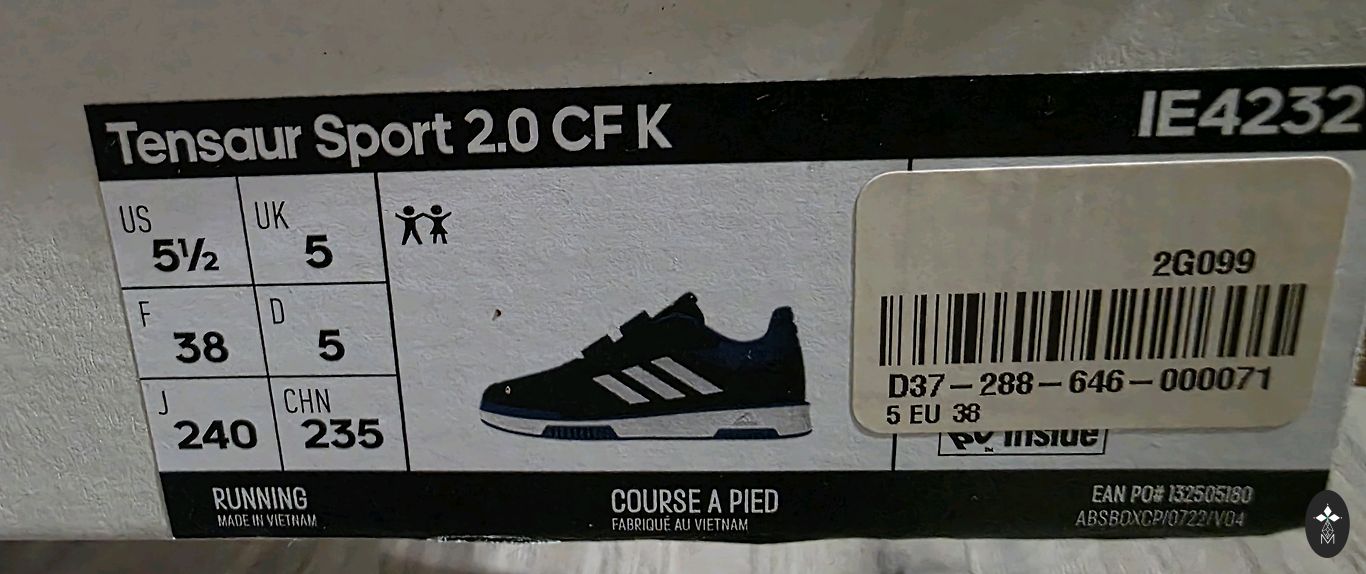 Tensaur Sport 2.0 CF K
IE4232
US 5½
UK 5
F 38
D 5
J 240
CHN 235
2G099
D37-288-646-000071
5 EU 38
inside
RUNNING
MADE IN VIETNAM
COURSE A PIED
FABRIQUÉ AU VIETNAM
EAN PO# 132505180
ABSBOXCP/0722/V04
M